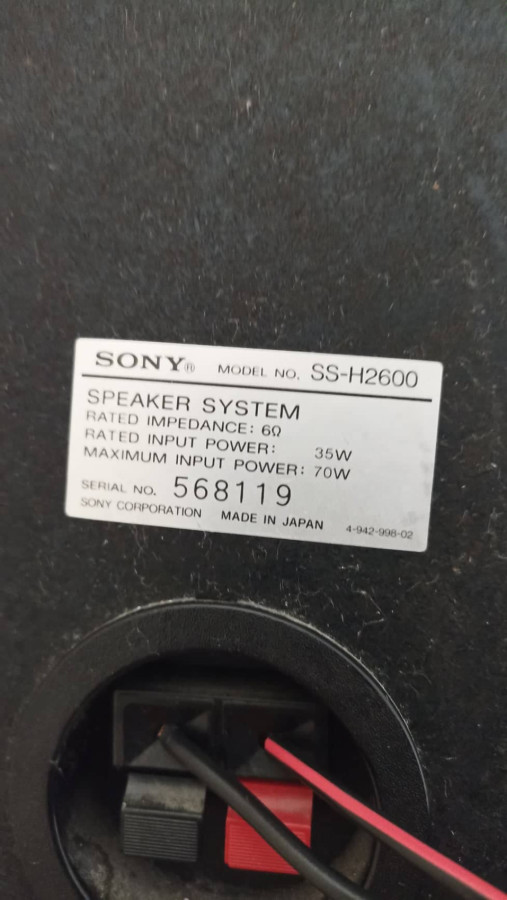 SONY® MODEL NO. SS-H2600
SPEAKER SYSTEM
RATED IMPEDANCE: 6Ω
RATED INPUT POWER: 35W
MAXIMUM INPUT POWER: 70W
SERIAL NO. 568119
SONY CORPORATION MADE IN JAPAN 4-942-998-02